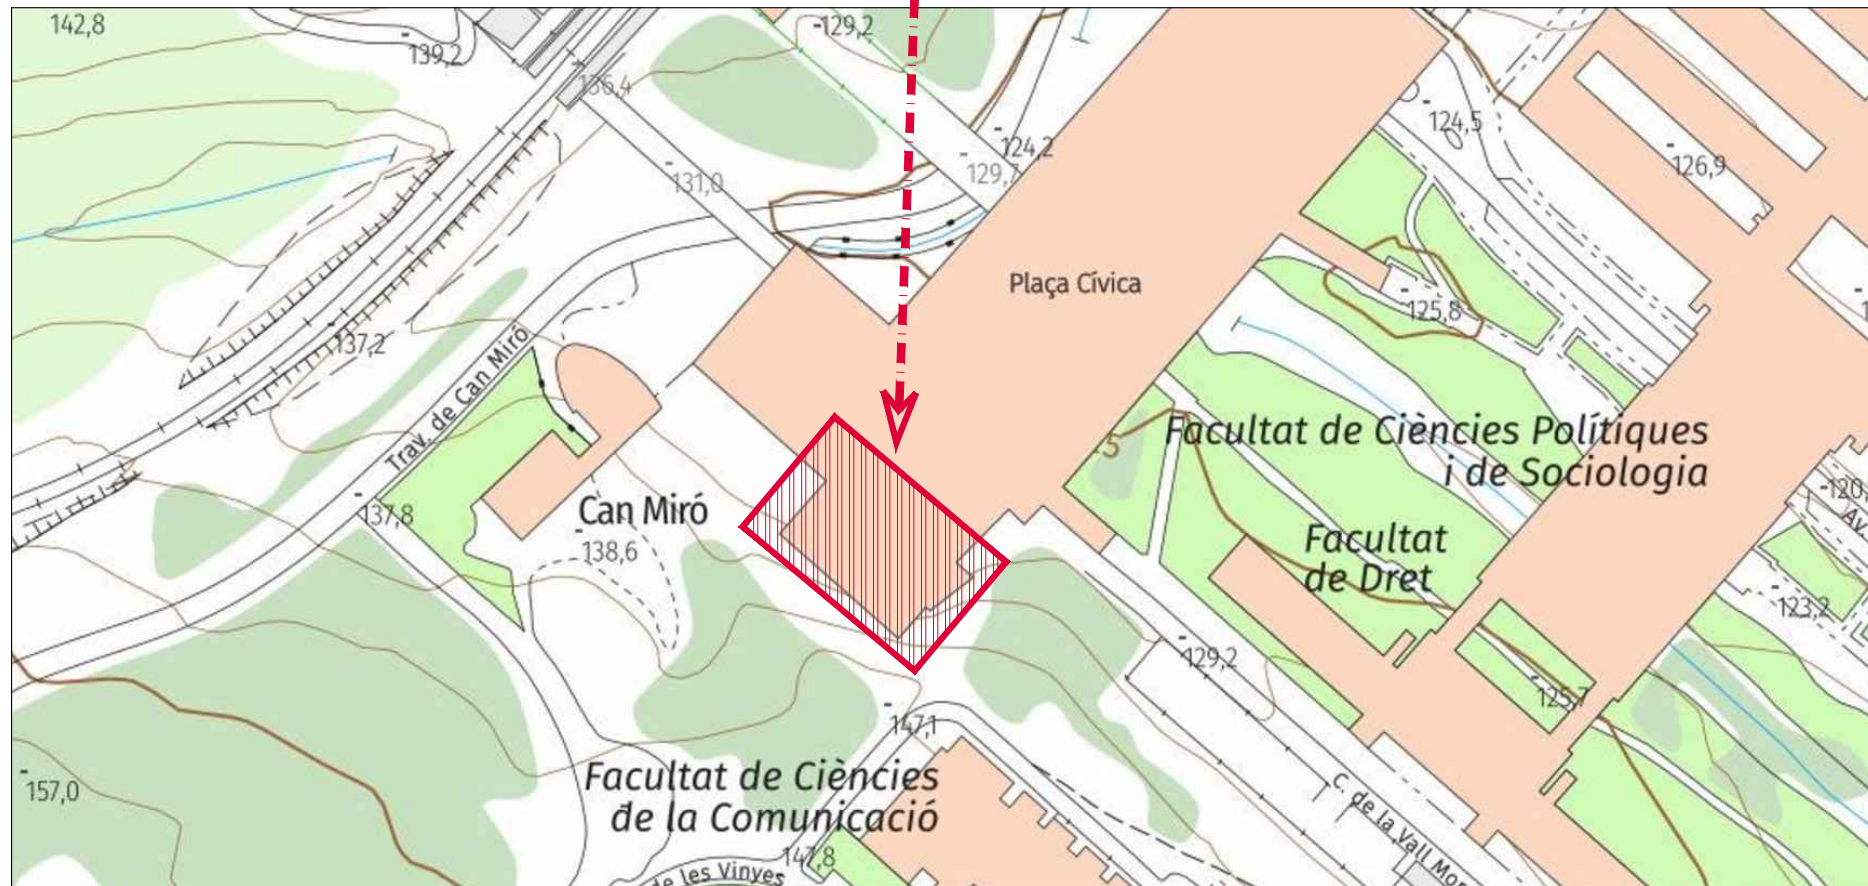 142,8
139,2
136,4
129,2
124,2
129,7
131,0
124,5
126,9
Plaça Cívica
125,8
137,2
Trav. de Can Miró
Facultat de Ciències Polítiques
i de Sociologia
5
137,8
Can Miró
138,6
Facultat
de Dret
120,
Av
123,2
129,2
125,7
147,1
157,0
Facultat de Ciències
de la Comunicació
C. de la Vall Mor
147,8
de les Vinyes